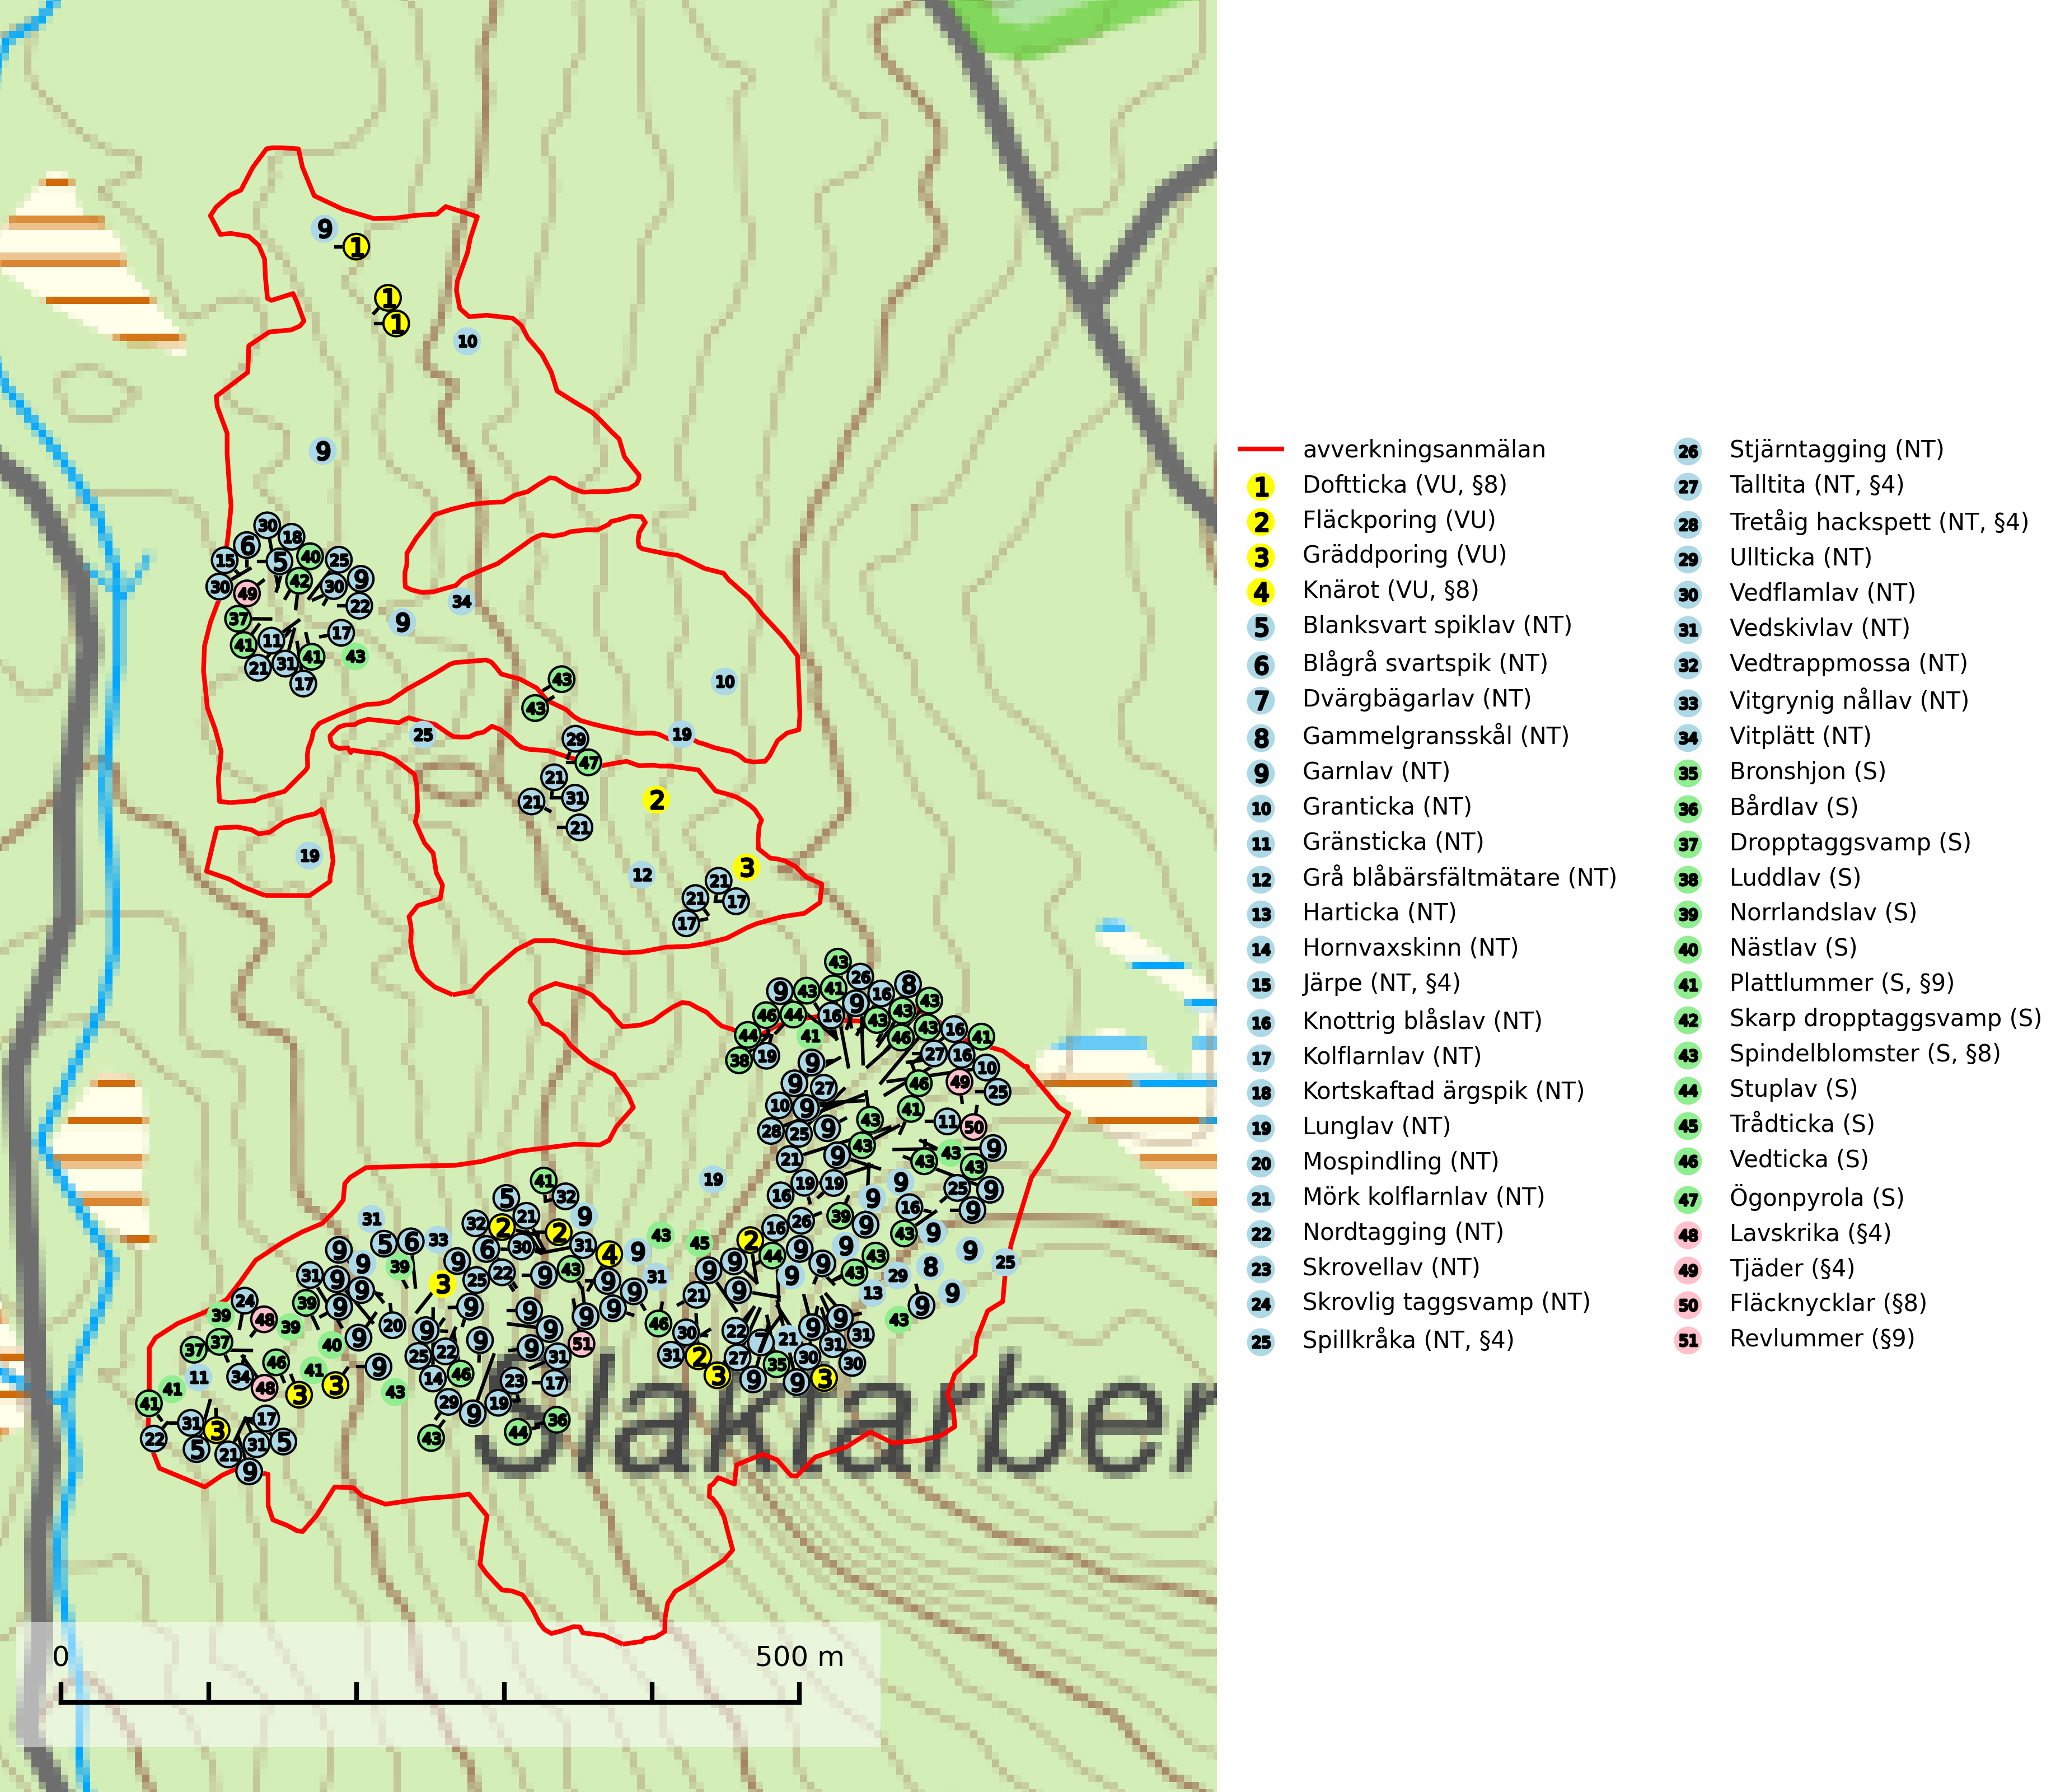 Slaktarber
0 500 m
avverkningsanmälan
1 Doftticka (VU, §8)
2 Fläckporing (VU)
3 Gräddporing (VU)
4 Knärot (VU, §8)
5 Blanksvart spiklav (NT)
6 Blågrå svartspik (NT)
7 Dvärgbägarlav (NT)
8 Gammelgransskål (NT)
9 Garnlav (NT)
10 Granticka (NT)
11 Gränsticka (NT)
12 Grå blåbärsfältmätare (NT)
13 Harticka (NT)
14 Hornvaxskinn (NT)
15 Järpe (NT, §4)
16 Knottrig blåslav (NT)
17 Kolflarnlav (NT)
18 Kortskaftad ärgspik (NT)
19 Lunglav (NT)
20 Mospindling (NT)
21 Mörk kolflarnlav (NT)
22 Nordtagging (NT)
23 Skrovellav (NT)
24 Skrovlig taggsvamp (NT)
25 Spillkråka (NT, §4)
26 Stjärntagging (NT)
27 Talltita (NT, §4)
28 Tretåig hackspett (NT, §4)
29 Ullticka (NT)
30 Vedflamlav (NT)
31 Vedskivlav (NT)
32 Vedtrappmossa (NT)
33 Vitgrynig nållav (NT)
34 Vitplätt (NT)
35 Bronshjon (S)
36 Bårdlav (S)
37 Dropptaggsvamp (S)
38 Luddlav (S)
39 Norrlandslav (S)
40 Nästlav (S)
41 Plattlummer (S, §9)
42 Skarp dropptaggsvamp (S)
43 Spindelblomster (S, §8)
44 Stuplav (S)
45 Trådticka (S)
46 Vedticka (S)
47 Ögonpyrola (S)
48 Lavskrika (§4)
49 Tjäder (§4)
50 Fläcknycklar (§8)
51 Revlummer (§9)